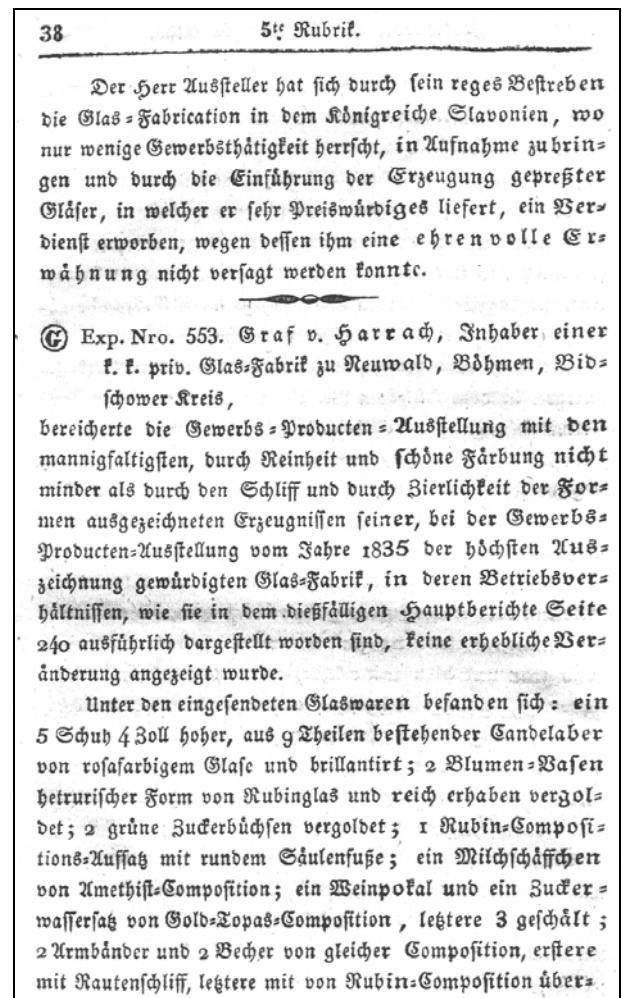 38 5te Rubrik.
Der Herr Aussteller hat sich durch sein reges Bestreben
die Glas-Fabrication in dem Königreiche Slavonien, wo
nur wenige Gewerbsthätigkeit herrscht, in Aufnahme zu brin-
gen und durch die Einführung der Erzeugung gepreßter
Gläser, in welcher er sehr Preiswürdiges liefert, ein Ver-
dienst erworben, wegen dessen ihm eine ehrenvolle Er-
wähnung nicht versagt werden konnte.
G Exp. Nro. 553. Graf v. Harrach, Inhaber einer
k. k. priv. Glas-Fabrik zu Neuwald, Böhmen, Bid-
schower Kreis,
bereicherte die Gewerbs-Producten-Ausstellung mit den
mannigfaltigsten, durch Reinheit und schöne Färbung nicht
minder als durch den Schliff und durch Zierlichkeit der For-
men ausgezeichneten Erzeugnissen seiner, bei der Gewerbs-
Producten-Ausstellung vom Jahre 1835 der höchsten Aus-
zeichnung gewürdigten Glas-Fabrik, in deren Betriebsver-
hältnissen, wie sie in dem dießfälligen Hauptberichte Seite
240 ausführlich dargestellt worden sind, keine erhebliche Ver-
änderung angezeigt wurde.
Unter den eingesendeten Glaswaren befanden sich: ein
5 Schuh 4 Zoll hoher, aus 9 Theilen bestehender Candelaber
von rosafarbigem Glase und brillantirt; 2 Blumen-Vasen
hetrurischer Form von Rubinglas und reich erhaben vergol-
det; 2 grüne Zuckerbüchsen vergoldet; 1 Rubin-Composi-
tions-Aufsatz mit rundem Säulenfuße; ein Milchschäffchen
von Amethist-Composition; ein Weinpokal und ein Zucker-
wassersatz von Gold-Topas-Composition, letztere 3 geschält;
2 Armbänder und 2 Becher von gleicher Composition, erstere
mit Rautenschliff, letztere mit von Rubin-Composition über-